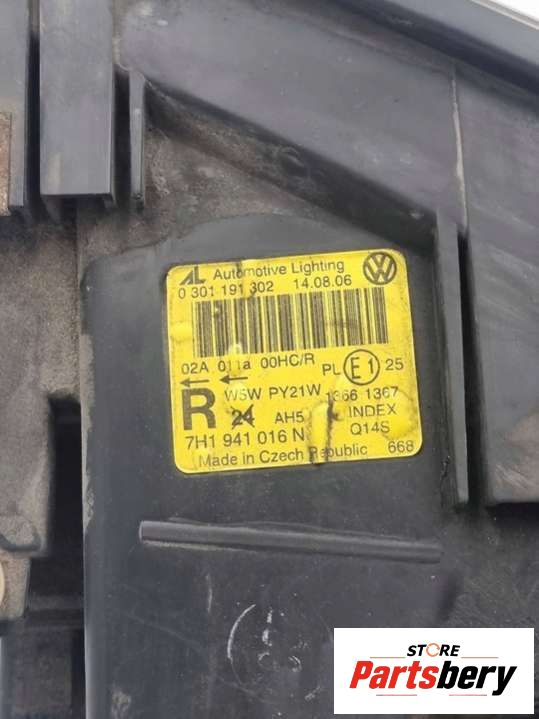 AL Automotive Lighting
0 301 191 302 14.08.06
02A 011a 00HC/R PL E1 25
W5W PY21W 1366 1367
R 24 AH5 INDEX
7H1 941 016 N Q14S
Made in Czech Republic 668
STORE
Partsbery